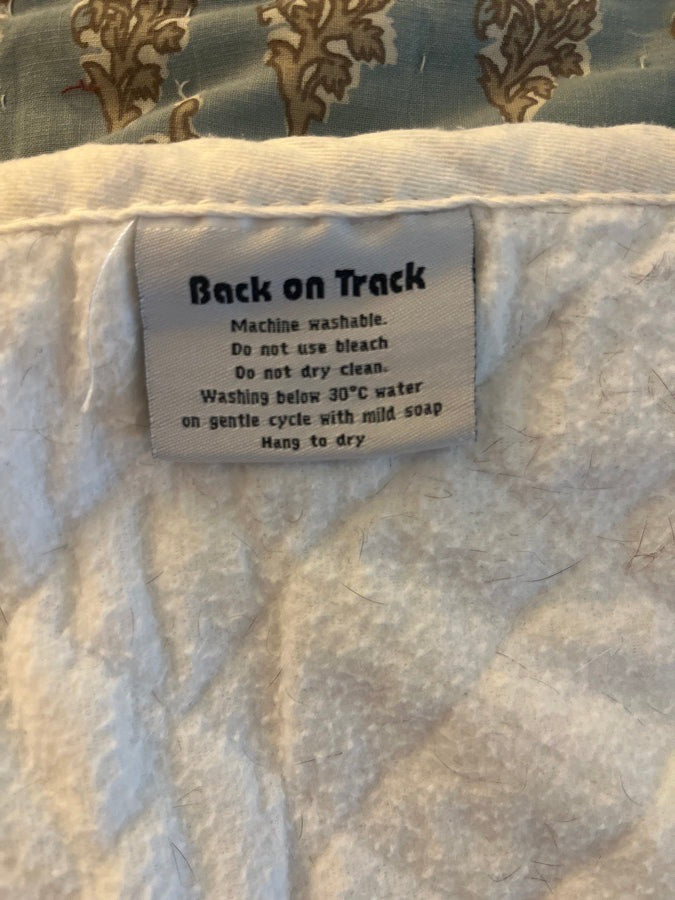 Back on Track
Machine washable.
Do not use bleach
Do not dry clean.
Washing below 30°C water
on gentle cycle with mild soap
Hang to dry